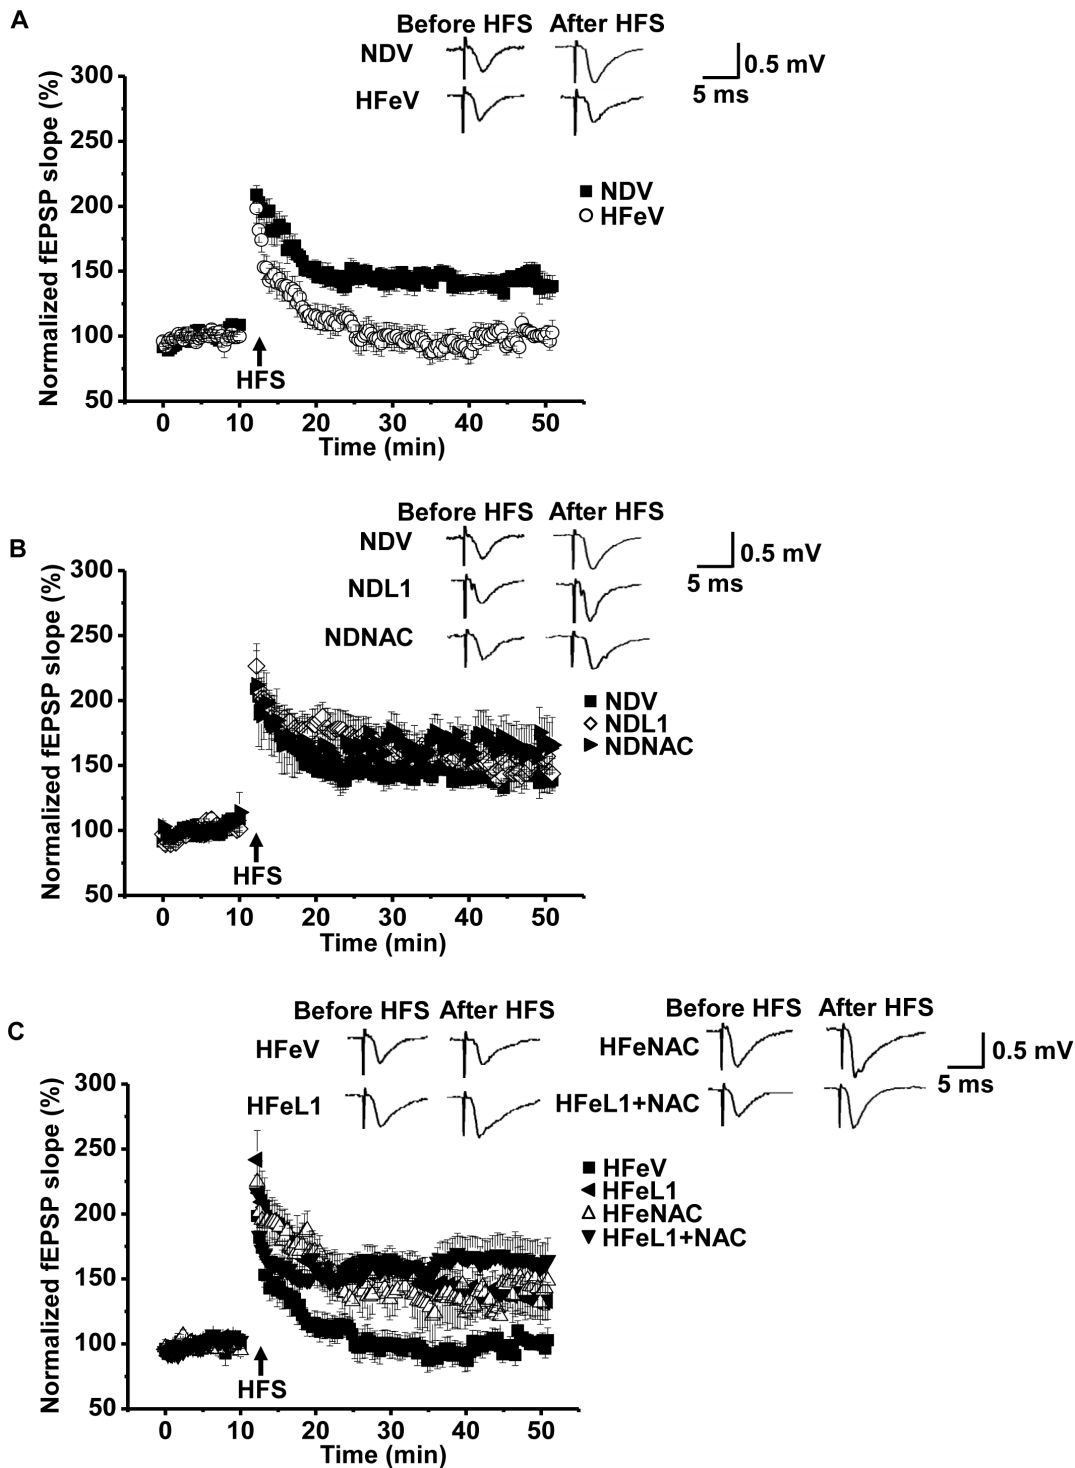 A
Before HFS After HFS
NDV
HFeV
0.5 mV
5 ms
Normalized fEPSP slope (%)
300
250
200
150
100
50
NDV
HFeV
HFS
0 10 20 30 40 50
Time (min)
B
Before HFS After HFS
NDV
NDL1
NDNAC
0.5 mV
5 ms
Normalized fEPSP slope (%)
300
250
200
150
100
50
NDV
NDL1
NDNAC
HFS
0 10 20 30 40 50
Time (min)
C
Before HFS After HFS
HFeV
HFeL1
Before HFS After HFS
HFeNAC
HFeL1+NAC
0.5 mV
5 ms
Normalized fEPSP slope (%)
300
250
200
150
100
50
HFeV
HFeL1
HFeNAC
HFeL1+NAC
HFS
0 10 20 30 40 50
Time (min)